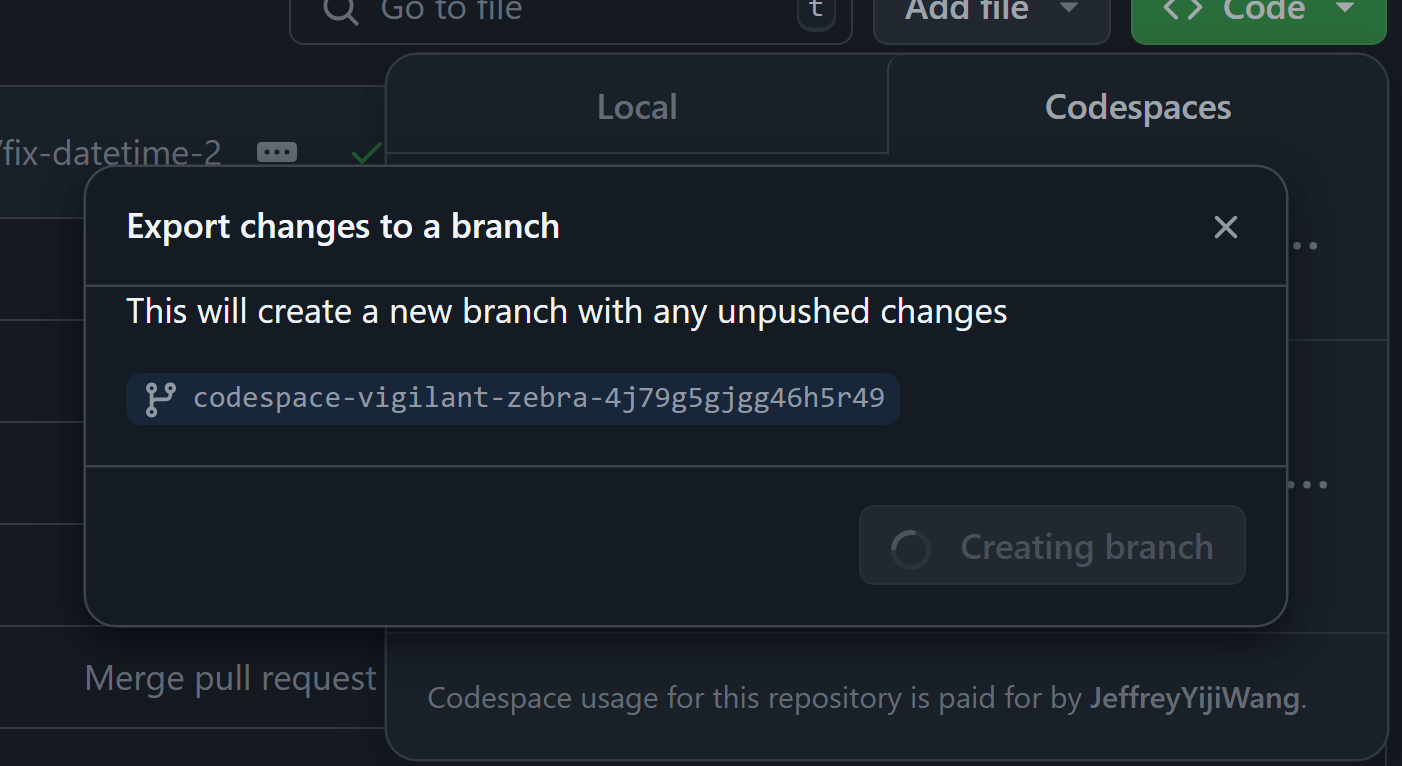 Go to file
t
Add file
Code
Local
Codespaces
/fix-datetime-2
Export changes to a branch
This will create a new branch with any unpushed changes
codespace-vigilant-zebra-4j79g5gjgg46h5r49
Creating branch
Merge pull request
Codespace usage for this repository is paid for by JeffreyYijiWang.